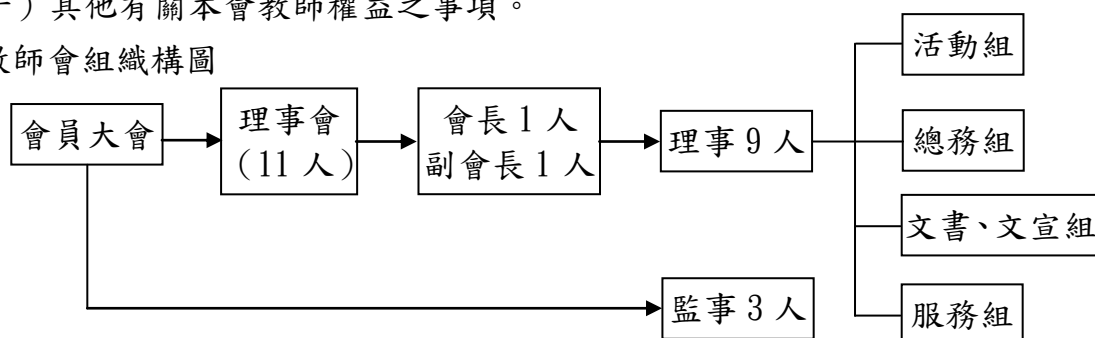 ）其他有關本會教師權益之事項。
教師會組織構圖
會員大會
理事會
(11 人)
會長 1 人
副會長 1 人
理事 9 人
活動組
總務組
文書、文宣組
服務組
監事 3 人